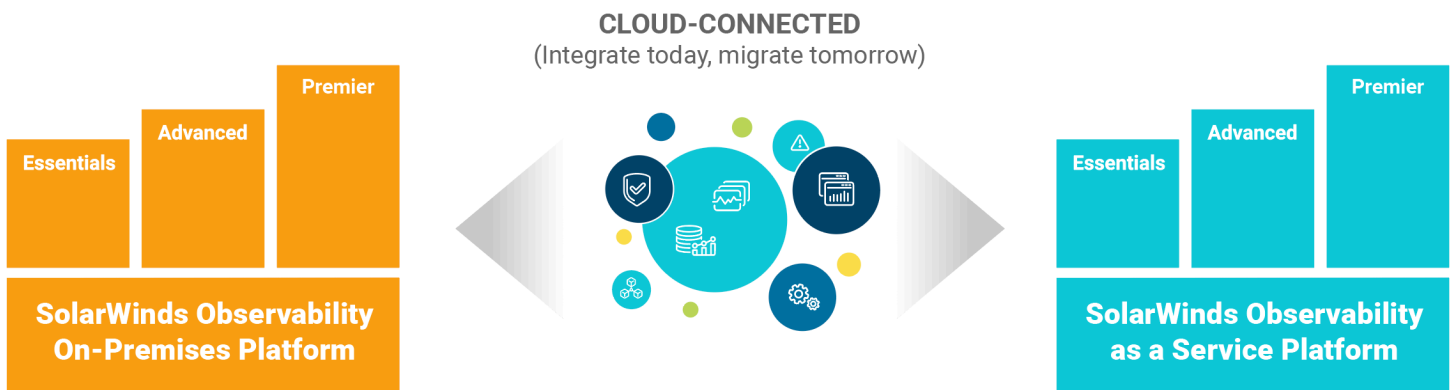 CLOUD-CONNECTED
(Integrate today, migrate tomorrow)
Essentials
Advanced
Premier
SolarWinds Observability
On-Premises Platform
Essentials
Advanced
Premier
SolarWinds Observability
as a Service Platform